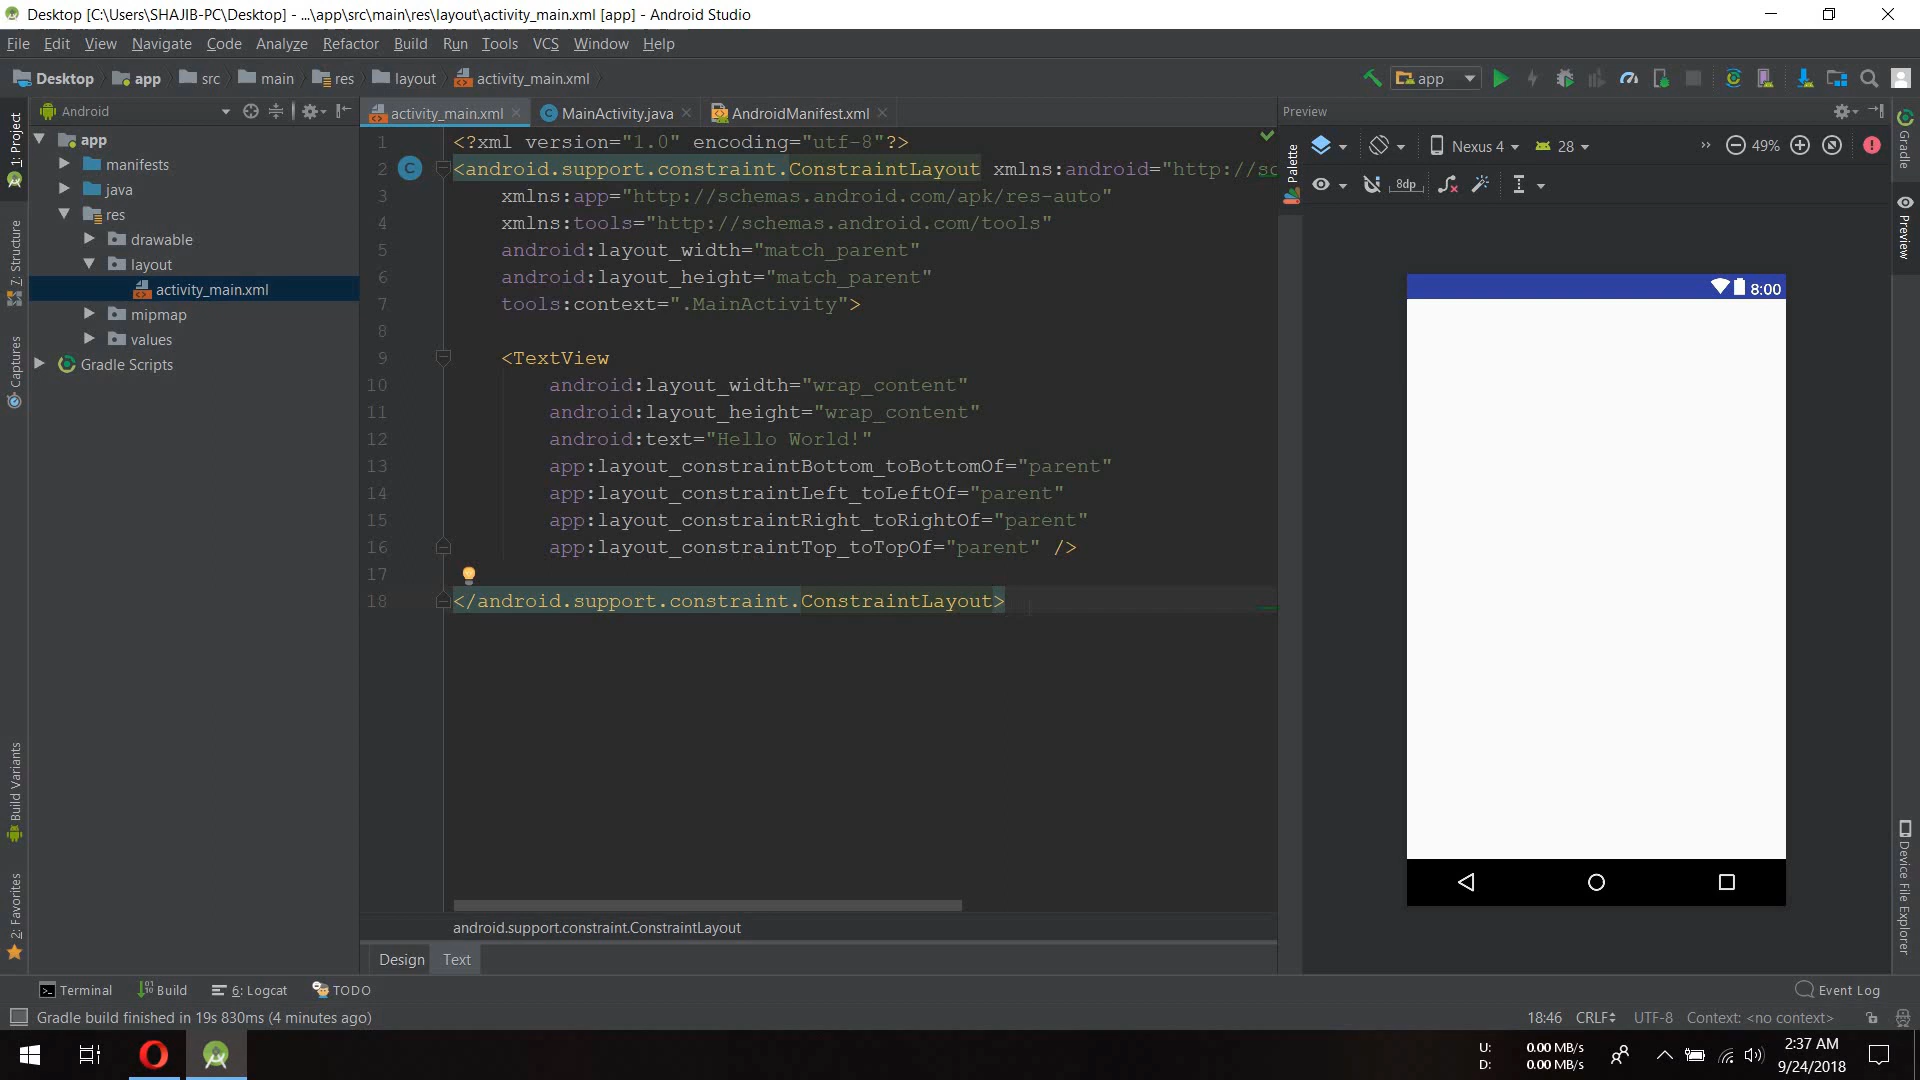 Desktop [C:\Users\SHAJIB-PC\Desktop] - ...\app\src\main\res\layout\activity_main.xml [app] - Android Studio
File Edit View Navigate Code Analyze Refactor Build Run Tools VCS Window Help
Desktop app src main res layout activity_main.xml
app
1: Project
Z: Structure
Captures
Build Variants
2: Favorites
Android
app
manifests
java
res
drawable
layout
activity_main.xml
mipmap
values
Gradle Scripts
activity_main.xml MainActivity.java AndroidManifest.xml
1 <?xml version="1.0" encoding="utf-8"?>
2 <android.support.constraint.ConstraintLayout xmlns:android="http://sc
3 xmlns:app="http://schemas.android.com/apk/res-auto"
4 xmlns:tools="http://schemas.android.com/tools"
5 android:layout_width="match_parent"
6 android:layout_height="match_parent"
7 tools:context=".MainActivity">
8
9 <TextView
10 android:layout_width="wrap_content"
11 android:layout_height="wrap_content"
12 android:text="Hello World!"
13 app:layout_constraintBottom_toBottomOf="parent"
14 app:layout_constraintLeft_toLeftOf="parent"
15 app:layout_constraintRight_toRightOf="parent"
16 app:layout_constraintTop_toTopOf="parent" />
17
18 </android.support.constraint.ConstraintLayout>
android.support.constraint.ConstraintLayout
Design Text
Preview
Palette
Nexus 4 28 >> 49%
8dp
8:00
Gradle
Preview
Device File Explorer
Terminal Build 6: Logcat TODO Event Log
Gradle build finished in 19s 830ms (4 minutes ago) 18:46 CRLF UTF-8 Context: <no context>
U: 0.00 MB/s
D: 0.00 MB/s
2:37 AM
9/24/2018